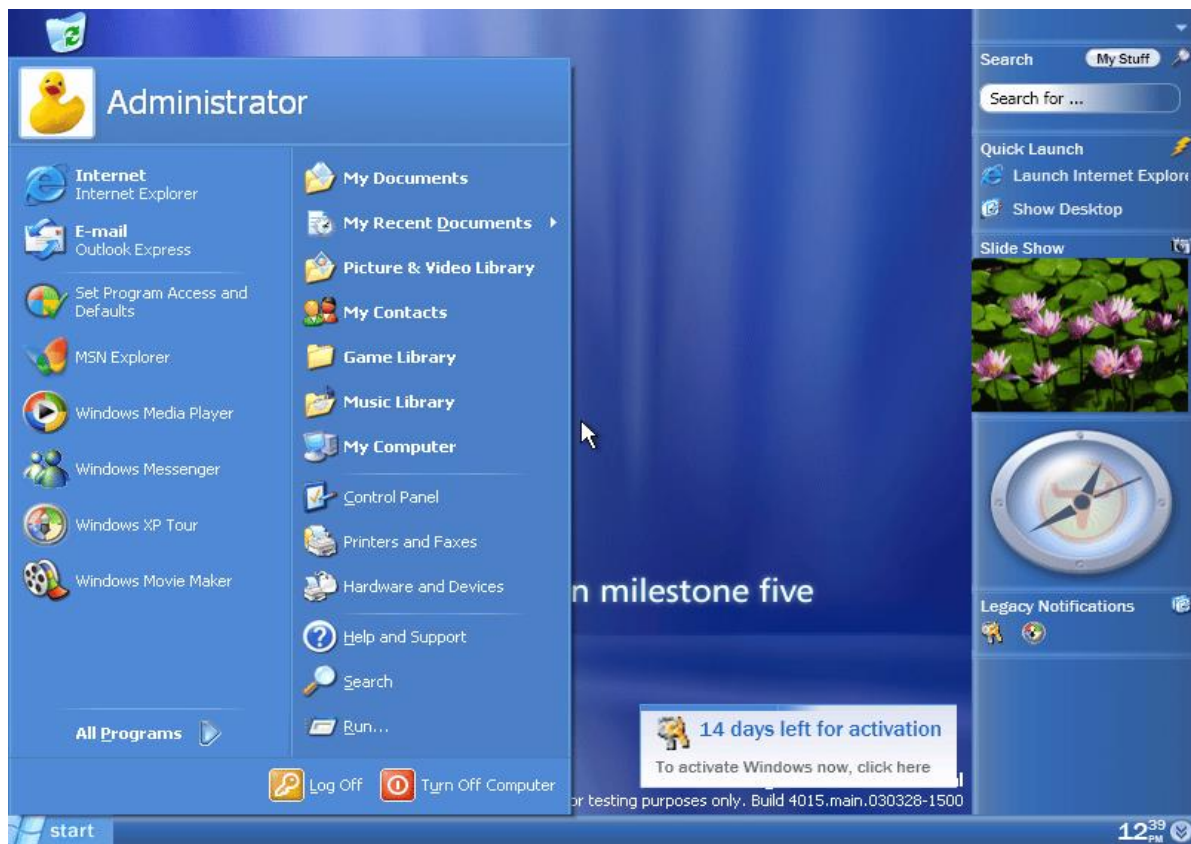 Administrator
Internet
Internet Explorer
E-mail
Outlook Express
Set Program Access and
Defaults
MSN Explorer
Windows Media Player
Windows Messenger
Windows XP Tour
Windows Movie Maker
All Programs
My Documents
My Recent Documents
Picture & Video Library
My Contacts
Game Library
Music Library
My Computer
Control Panel
Printers and Faxes
Hardware and Devices
Help and Support
Search
Run...
Log Off
Turn Off Computer
n milestone five
14 days left for activation
To activate Windows now, click here
or testing purposes only. Build 4015.main.030328-1500
Search My Stuff
Search for ...
Quick Launch
Launch Internet Explore
Show Desktop
Slide Show
Legacy Notifications
start
12 39 PM